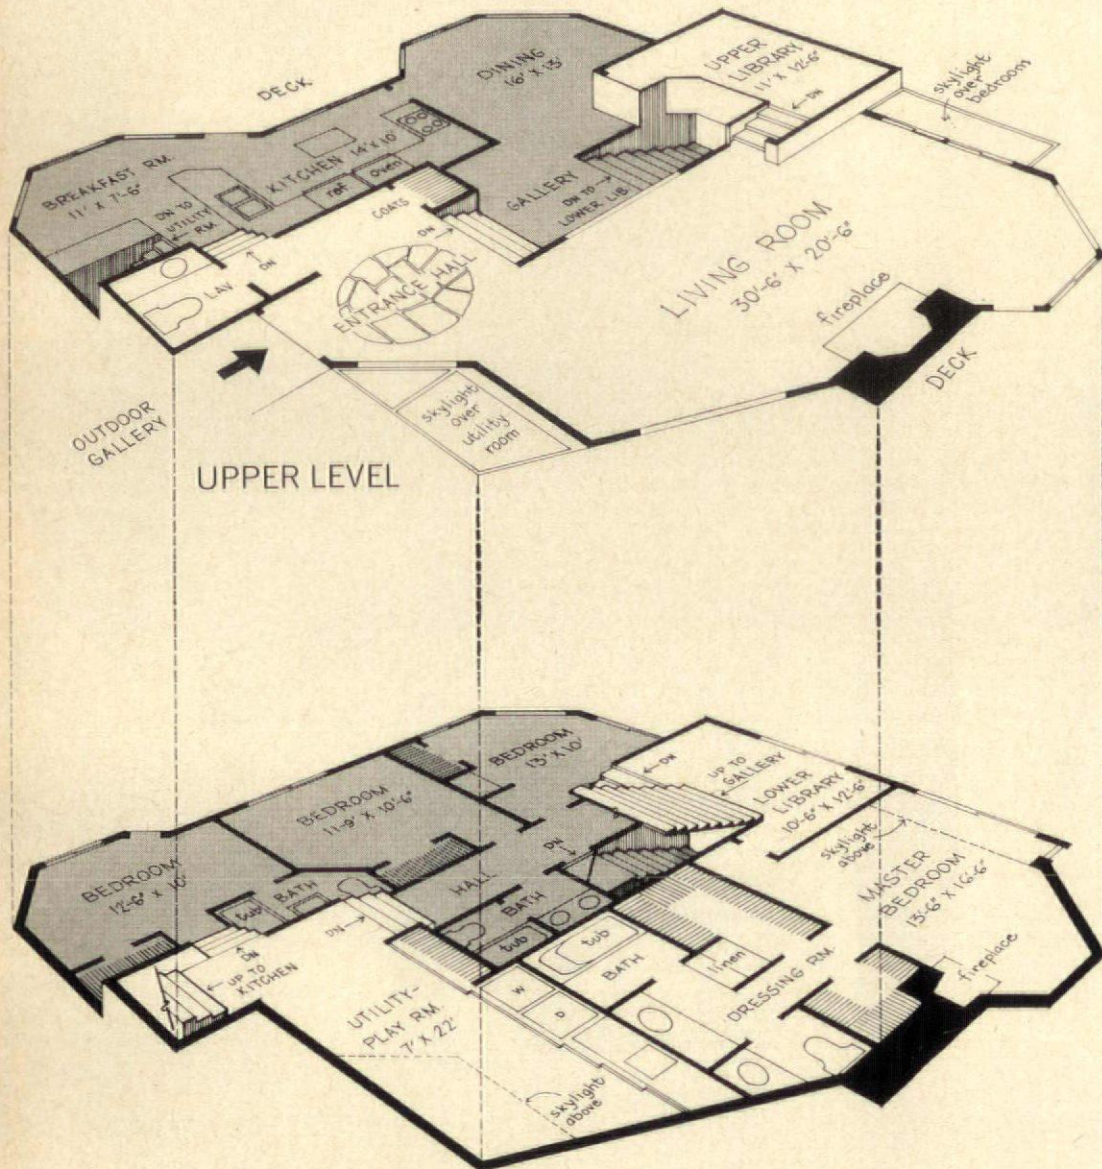 DECK
DINING
16' X 13'
UPPER
LIBRARY
11' X 12'-6"
DN
skylight
over
bedroom
BREAKFAST RM.
11' X 7'-6"
KITCHEN
14' X 10'
ref
oven
DN TO
UTILITY
RM
COATS
DN
GALLERY
DN TO
LOWER LIB
LAV
DN
ENTRANCE HALL
LIVING ROOM
30'-6" X 20'-6"
fireplace
DECK
OUTDOOR
GALLERY
skylight
over
utility
room
UPPER LEVEL
BEDROOM
13' X 10'
DN
UP TO
GALLERY
LOWER
LIBRARY
10'-6" X 12'-6"
BEDROOM
11'-9" X 10'-6"
BEDROOM
12'-6" X 10'
tub
BATH
HALL
DN
BATH
tub
skylight
above
MASTER
BEDROOM
13'-6" X 16'-6"
fireplace
DN
UP TO
KITCHEN
DN
UTILITY-
PLAY RM.
7' X 22'
W
D
tub
BATH
linen
DRESSING RM
skylight
above